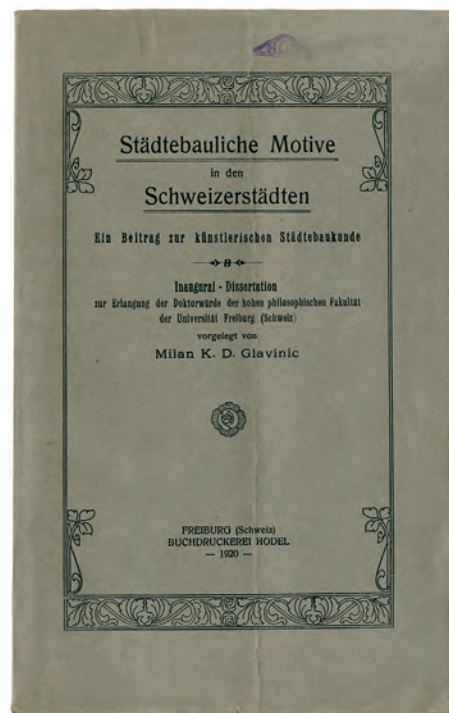 Städtebauliche Motive
in den
Schweizerstädten
Ein Beitrag zur künstlerischen Städtebaukunde
Inaugural - Dissertation
zur Erlangung der Doktorwürde der hohen philosophischen Fakultät
der Universität Freiburg (Schweiz)
vorgelegt von
Milan K. D. Glavinic
FREIBURG (Schweiz)
BUCHDRUCKEREI HODEL
— 1920 —